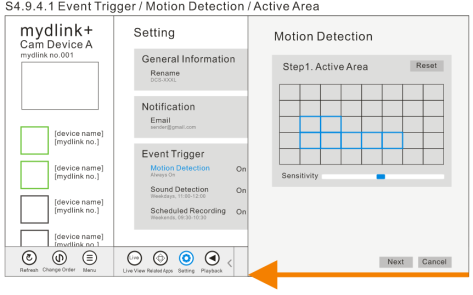 S4.9.4.1 Event Trigger / Motion Detection / Active Area
mydlink+
Cam Device A
mydlink no.001
[device name]
[mydlink no.]
[device name]
[mydlink no.]
[device name]
[mydlink no.]
[device name]
[mydlink no.]
Refresh
Change Order
Menu
Setting
General Information
Rename
DCS-XXXL
Notification
Email
sender@gmail.com
Event Trigger
Motion Detection On
Always On
Sound Detection On
Weekdays, 11:00-12:00
Scheduled Recording On
Weekends, 08:30-10:30
Live
Live View
Related Apps
Setting
Playback
<
Motion Detection
Step1. Active Area
Reset
Sensitivity
Next
Cancel